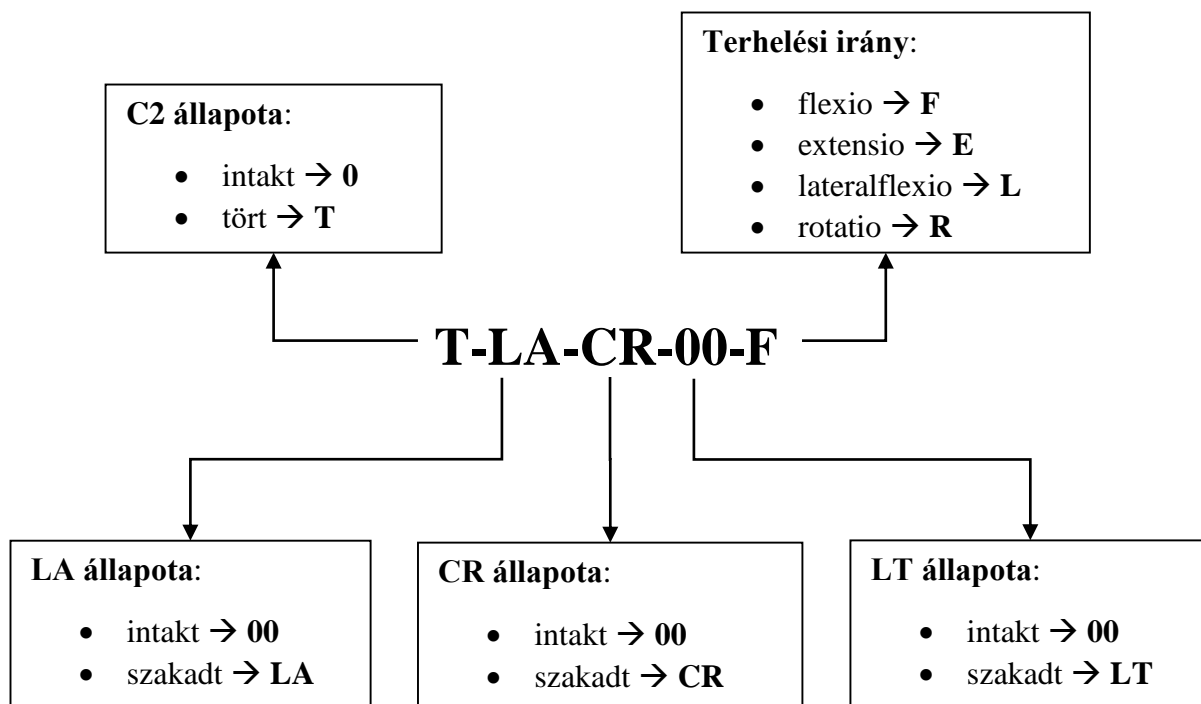 C2 állapota:
• intakt → 0
• tört → T
Terhelési irány:
• flexio → F
• extensio → E
• lateralflexio → L
• rotatio → R
T-LA-CR-00-F
LA állapota:
• intakt → 00
• szakadt → LA
CR állapota:
• intakt → 00
• szakadt → CR
LT állapota:
• intakt → 00
• szakadt → LT